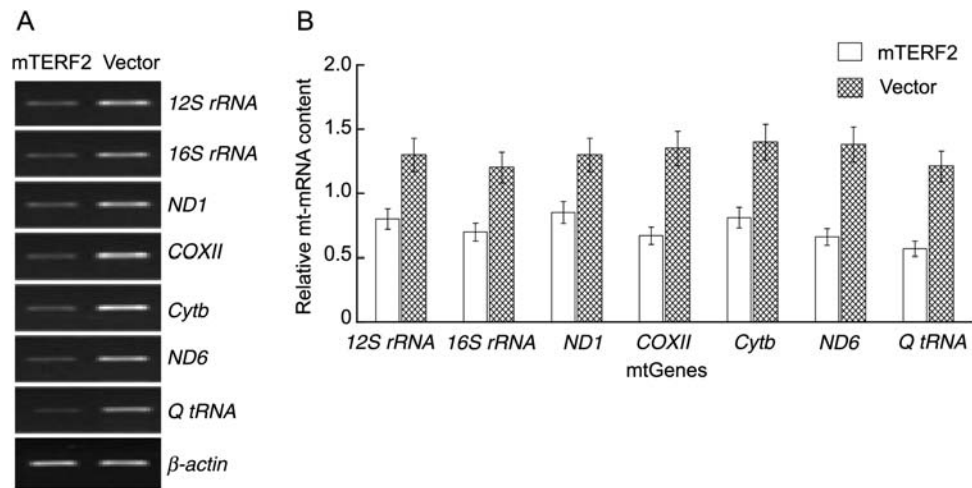 A
mTERF2 Vector
12S rRNA
16S rRNA
ND1
COXII
Cytb
ND6
Q tRNA
β-actin
B
mTERF2
Vector
Relative mt-mRNA content
2.0
1.5
1.0
0.5
0
12S rRNA 16S rRNA ND1 COXII Cytb ND6 Q tRNA
mtGenes